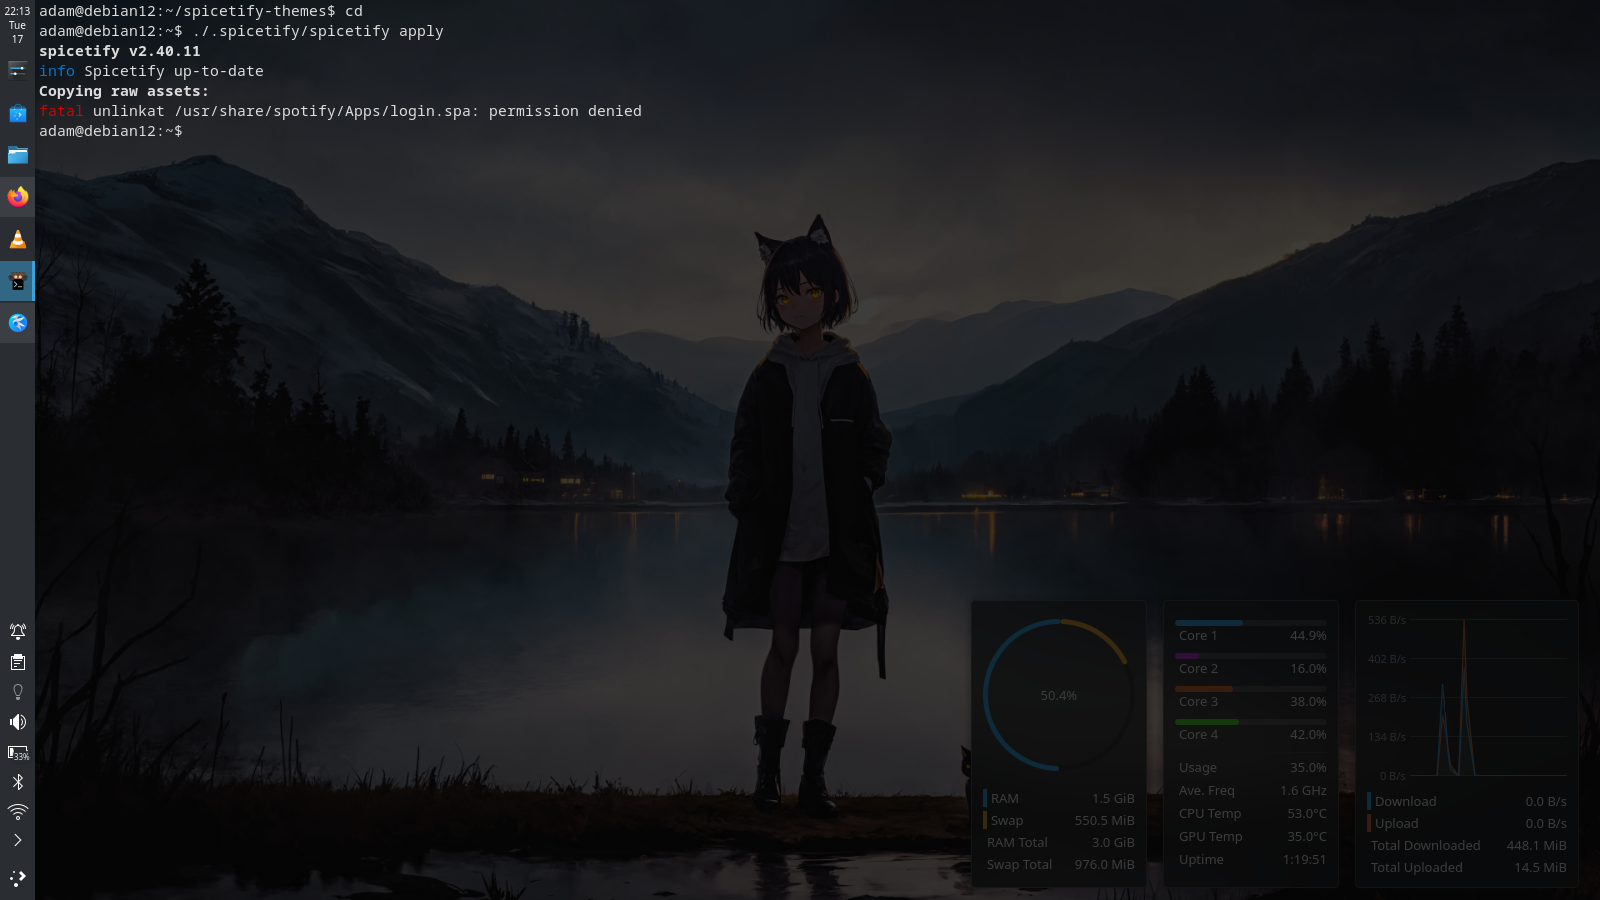 22:13
Tue
17
33%
adam@debian12:~/spicetify-themes$ cd
adam@debian12:~$ ./.spicetify/spicetify apply
spicetify v2.40.11
info Spicetify up-to-date
Copying raw assets:
fatal unlinkat /usr/share/spotify/Apps/login.spa: permission denied
adam@debian12:~$
50.4%
RAM 1.5 GiB
Swap 550.5 MiB
RAM Total 3.0 GiB
Swap Total 976.0 MiB
Core 1 44.9%
Core 2 16.0%
Core 3 38.0%
Core 4 42.0%
Usage 35.0%
Ave. Freq 1.6 GHz
CPU Temp 53.0°C
GPU Temp 35.0°C
Uptime 1:19:51
536 B/s
402 B/s
268 B/s
134 B/s
0 B/s
Download 0.0 B/s
Upload 0.0 B/s
Total Downloaded 448.1 MiB
Total Uploaded 14.5 MiB